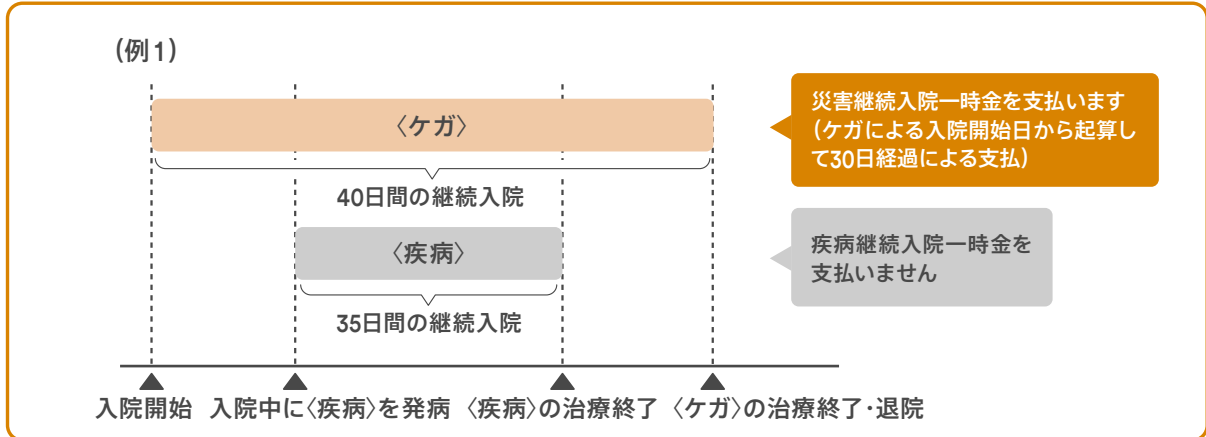 (例1)
〈ケガ〉
40日間の継続入院
災害継続入院一時金を支払います
(ケガによる入院開始日から起算し
て30日経過による支払)
〈疾病〉
35日間の継続入院
疾病継続入院一時金を
支払いません
入院開始
入院中に〈疾病〉を発病
〈疾病〉の治療終了
〈ケガ〉の治療終了・退院